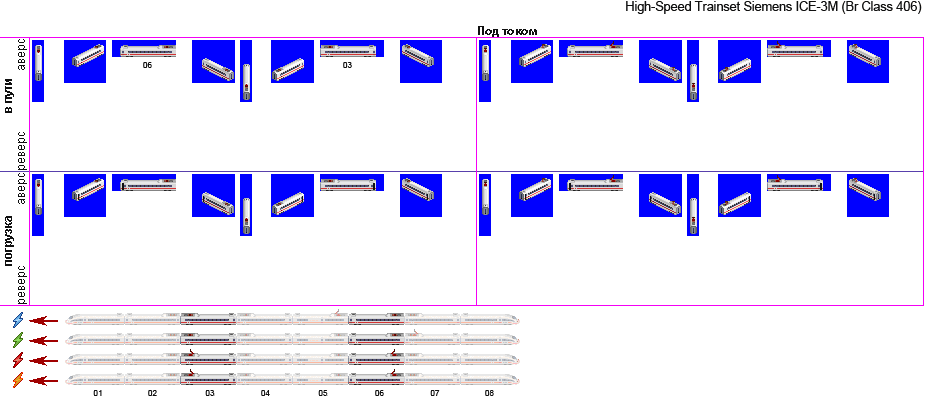 High-Speed Trainset Siemens ICE-3M (Br Class 406)
Под током
аверс
в пути
реверс
06
03
аверс
погрузка
реверс
01 02 03 04 05 06 07 08